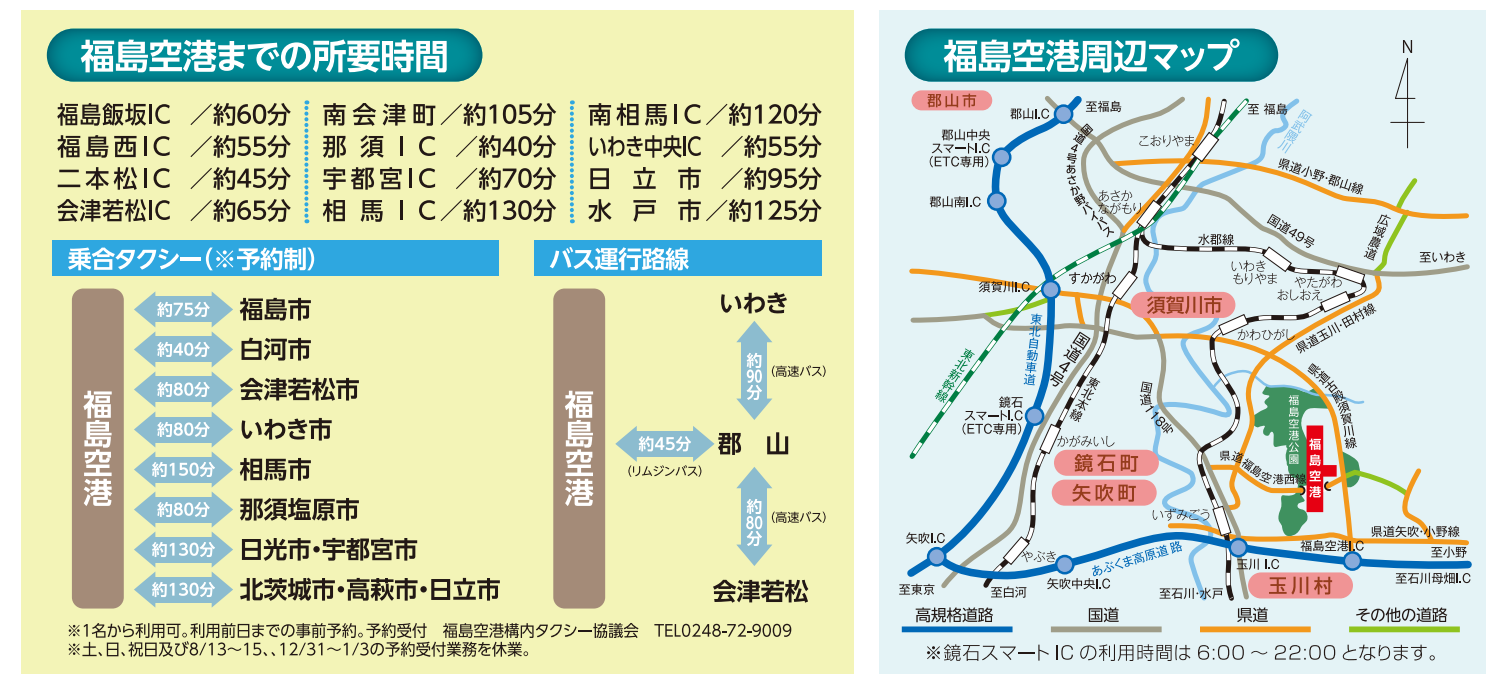 福島空港までの所要時間
福島飯坂IC ／約60分
福島西IC ／約55分
二本松IC ／約45分
会津若松IC ／約65分
南会津町／約105分
那須IC ／約40分
宇都宮IC ／約70分
相馬IC／約130分
南相馬IC／約120分
いわき中央IC ／約55分
日立市 ／約95分
水戸市／約125分
乗合タクシー(※予約制)
福島空港
約75分 福島市
約40分 白河市
約80分 会津若松市
約80分 いわき市
約150分 相馬市
約80分 那須塩原市
約130分 日光市・宇都宮市
約130分 北茨城市・高萩市・日立市
バス運行路線
いわき
約90分
(高速バス)
福島空港
約45分
(リムジンバス)
郡 山
約80分
(高速バス)
会津若松
※1名から利用可。利用前日までの事前予約。予約受付 福島空港構内タクシー協議会 TEL0248-72-9009
※土、日、祝日及び8/13～15、、12/31～1/3の予約受付業務を休業。
福島空港周辺マップ
N
郡山市
郡山I.C
至福島
至 福島
阿武隈川
郡山中央
スマートI.C
(ETC専用)
国道4号あさか野バイパス
こおりやま
県道小野・郡山線
郡山南I.C
あさか
ながもり
国道49号
広域農道
水郡線
至いわき
いわき
もりやま
やたがわ
おしおえ
須賀川I.C
すかがわ
須賀川市
東北自動車道
国道4号
かわひがし
県道玉川・田村線
東北新幹線
東北本線
国道118号
県道古殿須賀川線
鏡石
スマートI.C
(ETC専用)
福島空港公園
福島空港
かがみいし
鏡石町
県道福島空港西線
矢吹町
いずみごう
県道矢吹・小野線
矢吹I.C
やぶき
あぶくま高原道路
福島空港I.C
至小野
玉川I.C
矢吹中央I.C
至東京
至白河
至石川・水戸
玉川村
至石川母畑I.C
高規格道路
国道
県道
その他の道路
※鏡石スマートICの利用時間は6:00～22:00となります。